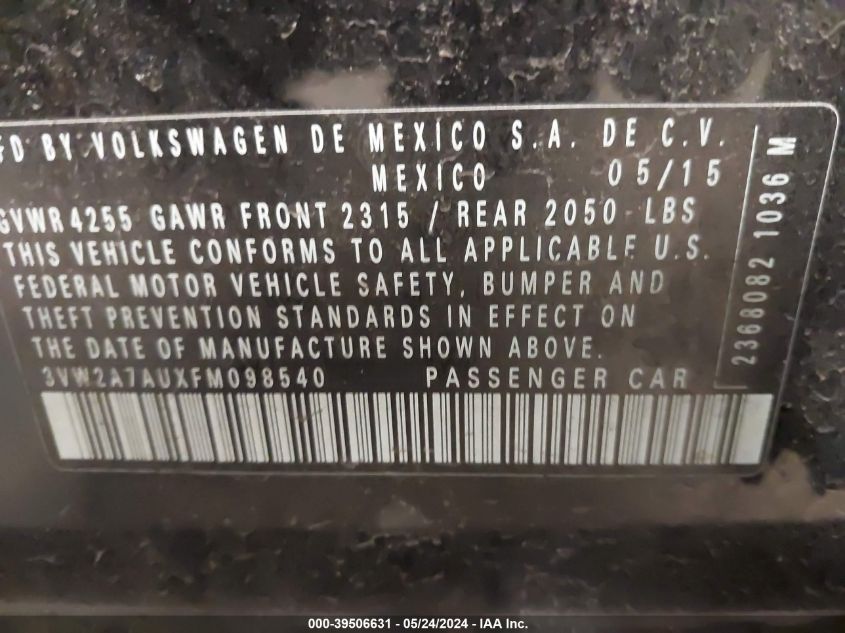 FD BY VOLKSWAGEN DE MEXICO S.A. DE C.V.
MEXICO 05/15
GVWR 4255 GAWR FRONT 2315 / REAR 2050 LBS
THIS VEHICLE CONFORMS TO ALL APPLICABLE U.S.
FEDERAL MOTOR VEHICLE SAFETY, BUMPER AND
THEFT PREVENTION STANDARDS IN EFFECT ON
THE DATE OF MANUFACTURE SHOWN ABOVE.
3VW2A7AUXFM098540 PASSENGER CAR
2368082 1036 M
000-39506631 - 05/24/2024 - IAA Inc.